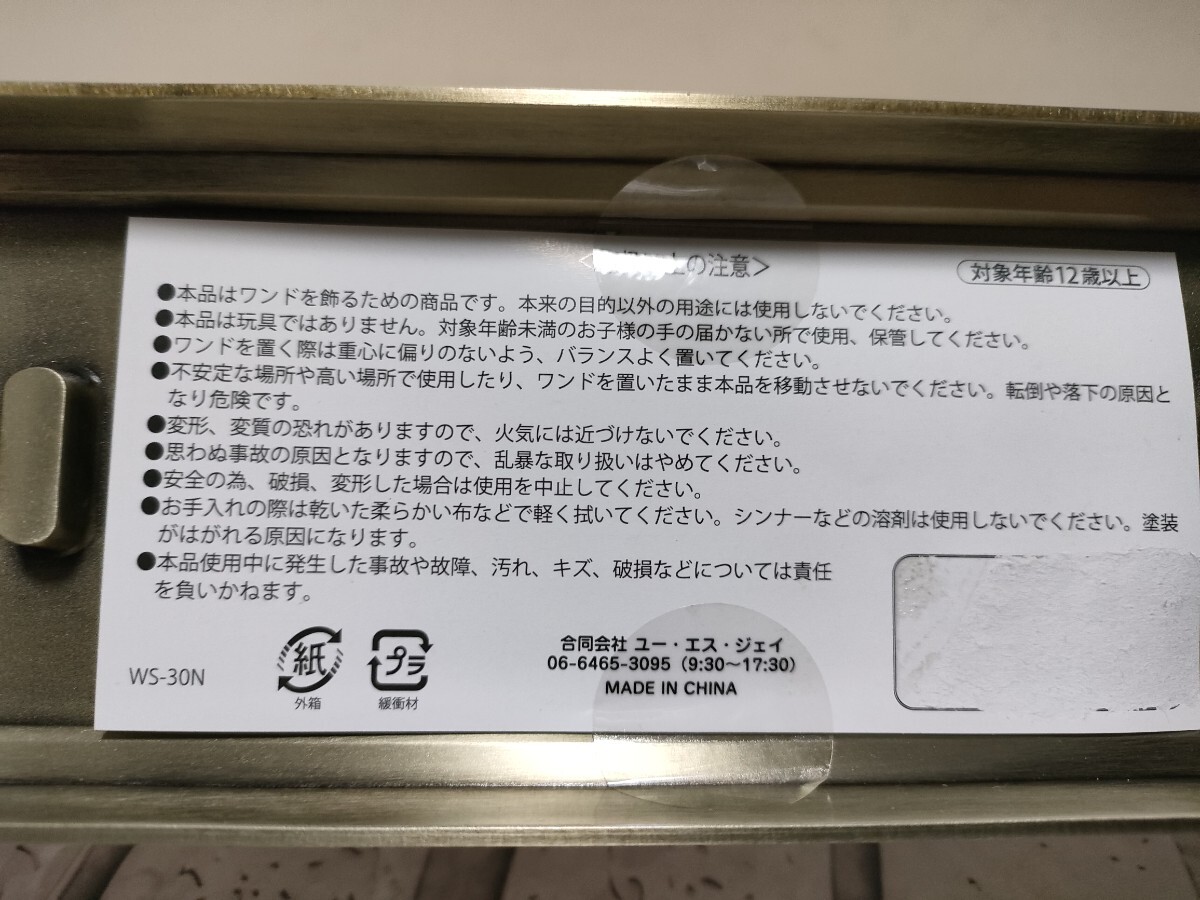 上の注意＞
対象年齢12歳以上
●本品はワンドを飾るための商品です。本来の目的以外の用途には使用しないでください。
●本品は玩具ではありません。対象年齢未満のお子様の手の届かない所で使用、保管してください。
●ワンドを置く際は重心に偏りのないよう、バランスよく置いてください。
●不安定な場所や高い場所で使用したり、ワンドを置いたまま本品を移動させないでください。転倒や落下の原因と
なり危険です。
●変形、変質の恐れがありますので、火気には近づけないでください。
●思わぬ事故の原因となりますので、乱暴な取り扱いはやめてください。
●安全の為、破損、変形した場合は使用を中止してください。
●お手入れの際は乾いた柔らかい布などで軽く拭いてください。シンナーなどの溶剤は使用しないでください。塗装
がはがれる原因になります。
●本品使用中に発生した事故や故障、汚れ、キズ、破損などについては責任
を負いかねます。
WS-30N
紙
外箱
プラ
緩衝材
合同会社 ユー・エス・ジェイ
06-6465-3095（9:30～17:30）
MADE IN CHINA